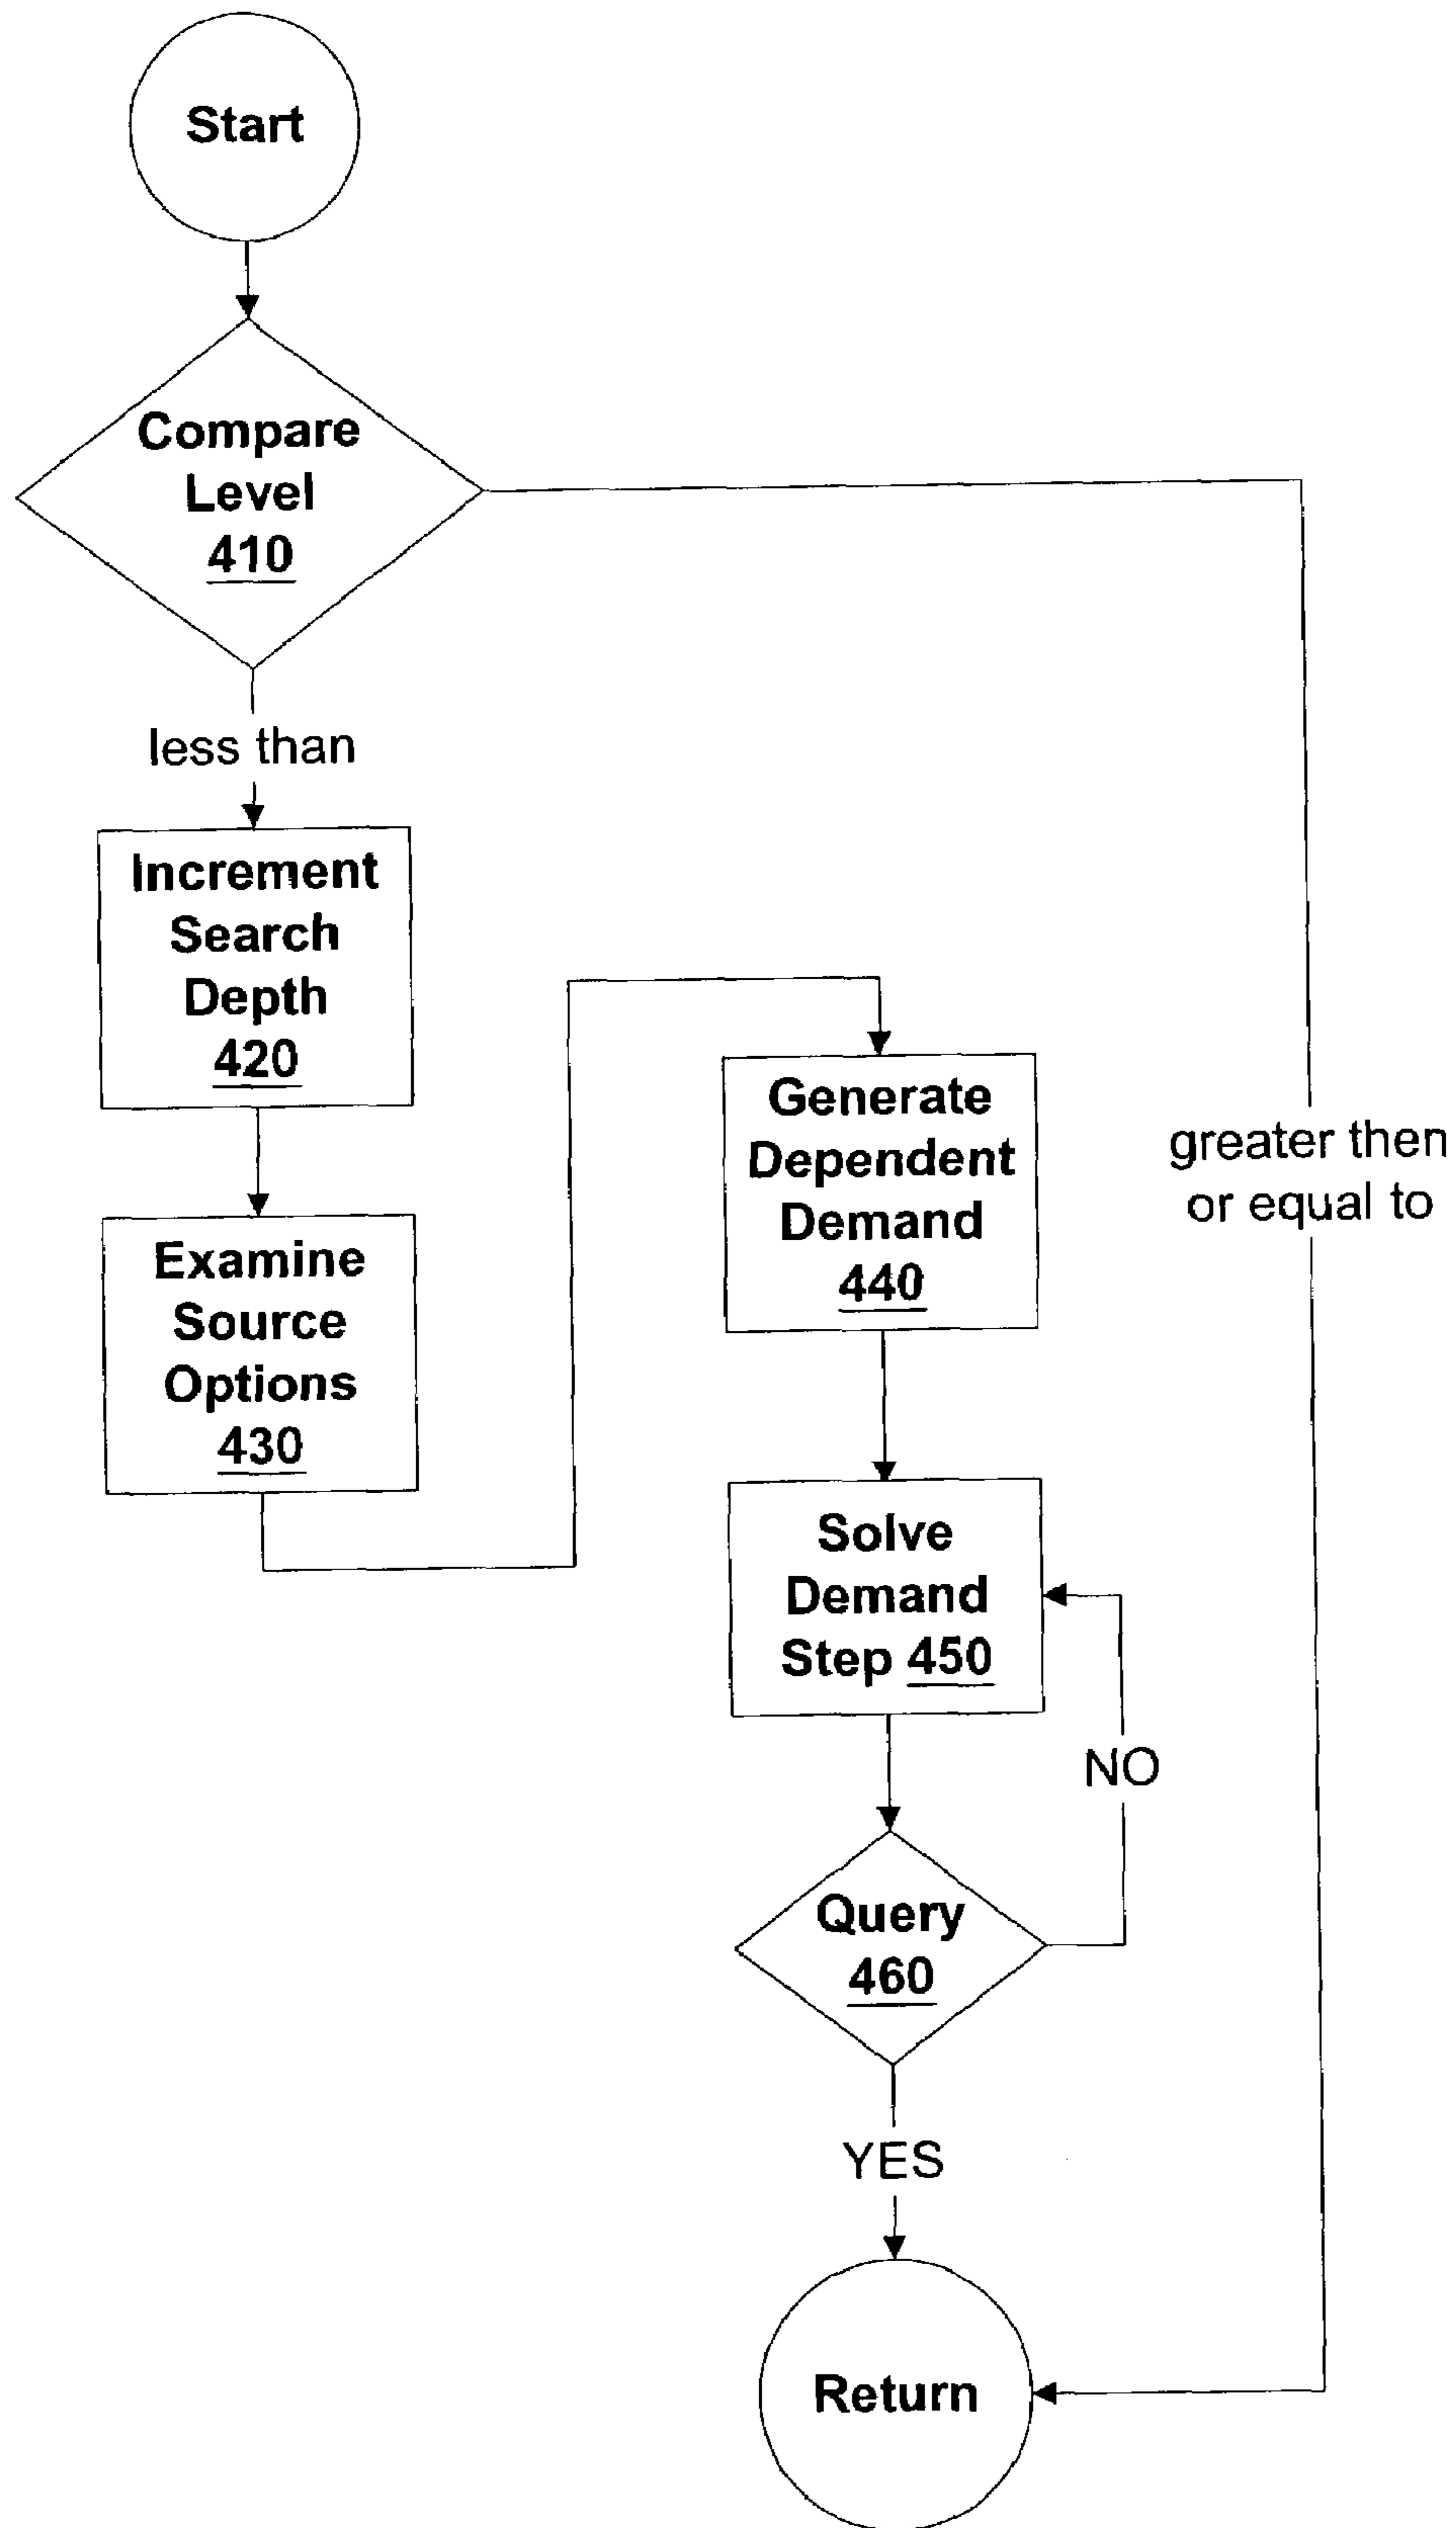 Start
Compare
Level
410
less than
Increment
Search
Depth
420
Examine
Source
Options
430
Generate
Dependent
Demand
440
greater then
or equal to
Solve
Demand
Step 450
NO
Query
460
YES
Return